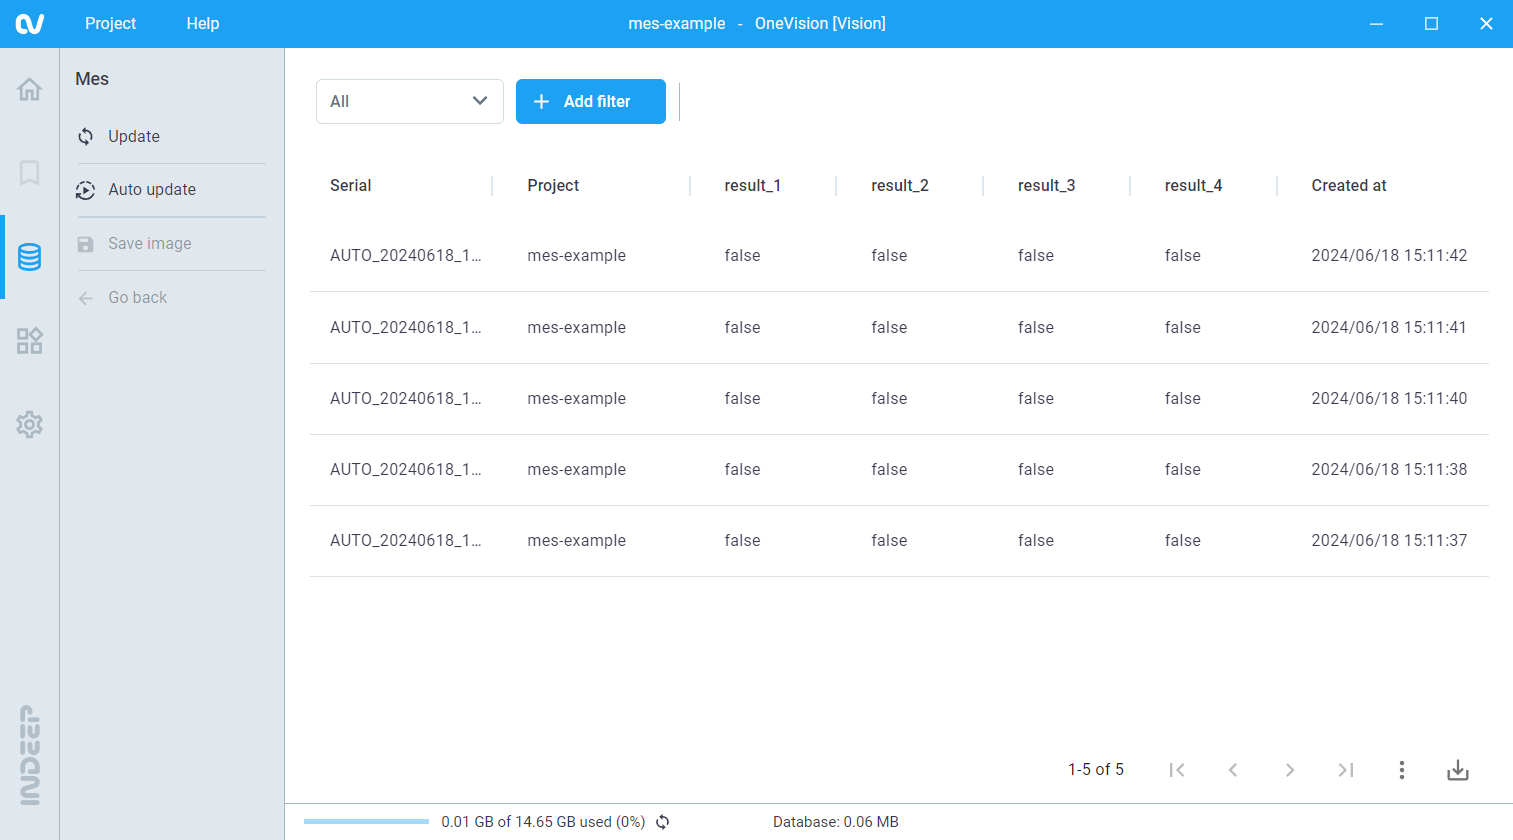 Project Help mes-example - OneVision [Vision]
Mes
Update
Auto update
Save image
Go back
INDEEP
All Add filter
Serial Project result_1 result_2 result_3 result_4 Created at
AUTO_20240618_1... mes-example false false false false 2024/06/18 15:11:42
AUTO_20240618_1... mes-example false false false false 2024/06/18 15:11:41
AUTO_20240618_1... mes-example false false false false 2024/06/18 15:11:40
AUTO_20240618_1... mes-example false false false false 2024/06/18 15:11:38
AUTO_20240618_1... mes-example false false false false 2024/06/18 15:11:37
1-5 of 5
0.01 GB of 14.65 GB used (0%) Database: 0.06 MB